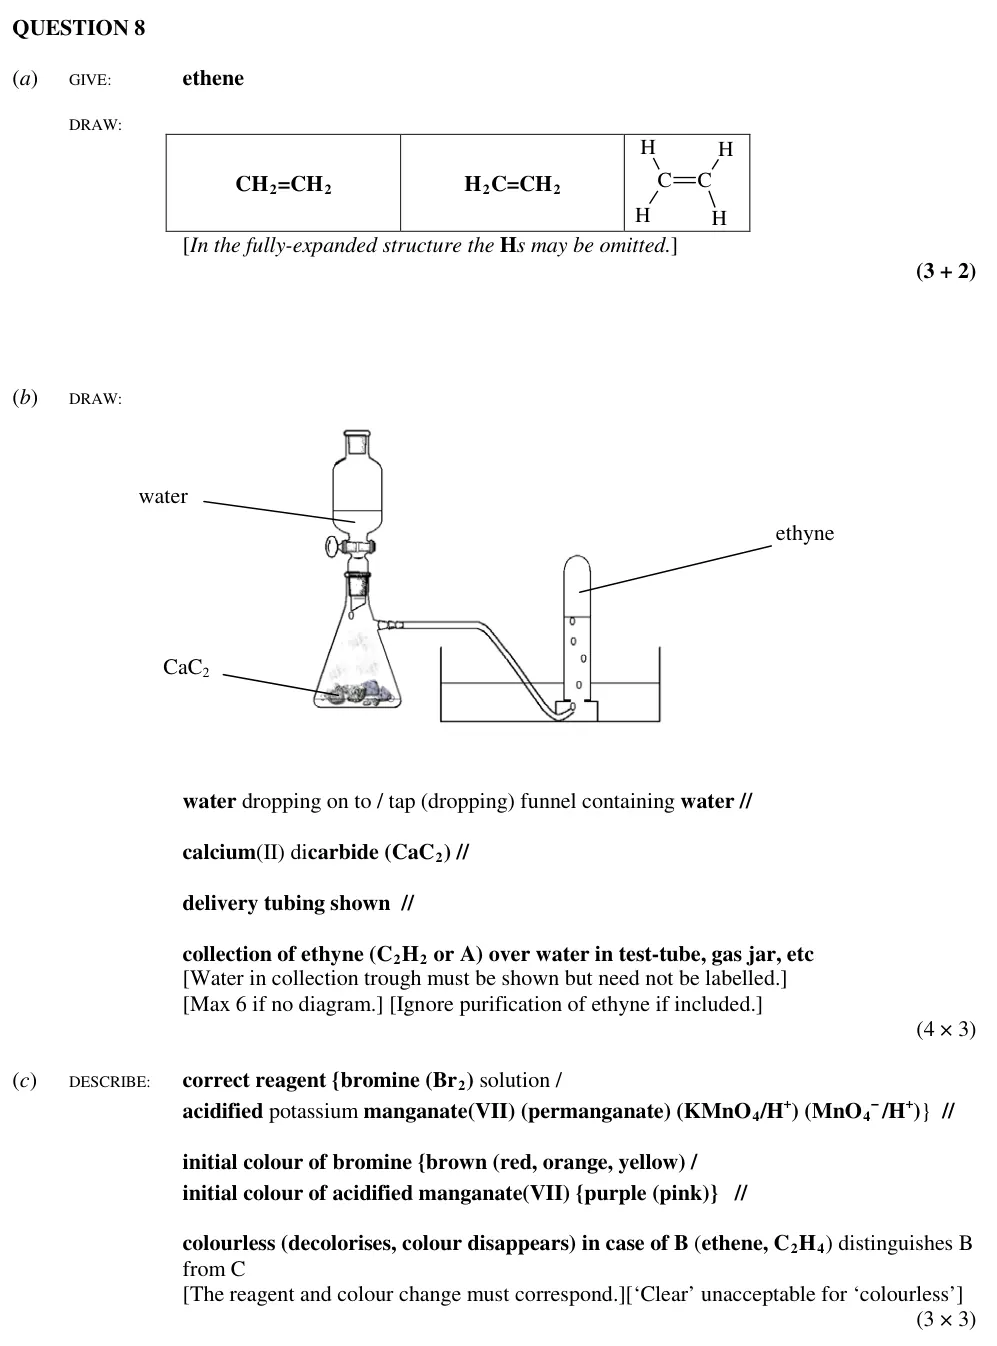 QUESTION 8
(a) GIVE: ethene
DRAW:
CH₂=CH₂ H₂C=CH₂ H H
C=C
H H
[In the fully-expanded structure the Hs may be omitted.]
(3 + 2)
(b) DRAW:
water
ethyne
CaC₂
water dropping on to / tap (dropping) funnel containing water //
calcium(II) dicarbide (CaC₂) //
delivery tubing shown //
collection of ethyne (C₂H₂ or A) over water in test-tube, gas jar, etc
[Water in collection trough must be shown but need not be labelled.]
[Max 6 if no diagram.] [Ignore purification of ethyne if included.]
(4 × 3)
(c) DESCRIBE: correct reagent {bromine (Br₂) solution /
acidified potassium manganate(VII) (permanganate) (KMnO₄/H⁺) (MnO₄⁻/H⁺)} //
initial colour of bromine {brown (red, orange, yellow) /
initial colour of acidified manganate(VII) {purple (pink)} //
colourless (decolorises, colour disappears) in case of B (ethene, C₂H₄) distinguishes B
from C
[The reagent and colour change must correspond.][‘Clear’ unacceptable for ‘colourless’]
(3 × 3)